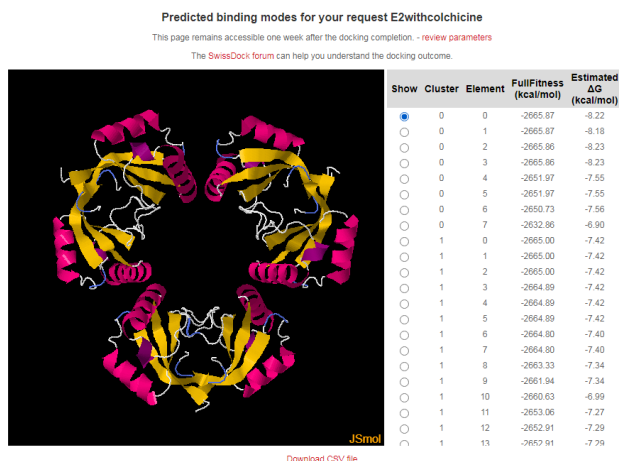 Predicted binding modes for your request E2withcolchicine
This page remains accessible one week after the docking completion. - review parameters
The SwissDock forum can help you understand the docking outcome.
Show Cluster Element FullFitness (kcal/mol) Estimated ΔG (kcal/mol)
0 0 -2665.87 -8.22
0 1 -2665.87 -8.18
0 2 -2665.86 -8.23
0 3 -2665.86 -8.23
0 4 -2651.97 -7.55
0 5 -2651.97 -7.55
0 6 -2650.73 -7.56
0 7 -2632.86 -6.90
1 0 -2665.00 -7.42
1 1 -2665.00 -7.42
1 2 -2665.00 -7.42
1 3 -2664.89 -7.42
1 4 -2664.89 -7.42
1 5 -2664.89 -7.42
1 6 -2664.80 -7.40
1 7 -2664.80 -7.40
1 8 -2663.33 -7.34
1 9 -2661.94 -7.34
1 10 -2660.63 -6.99
1 11 -2653.06 -7.27
1 12 -2652.91 -7.29
1 13 -2652.91 -7.29
JSmol
Download CSV file